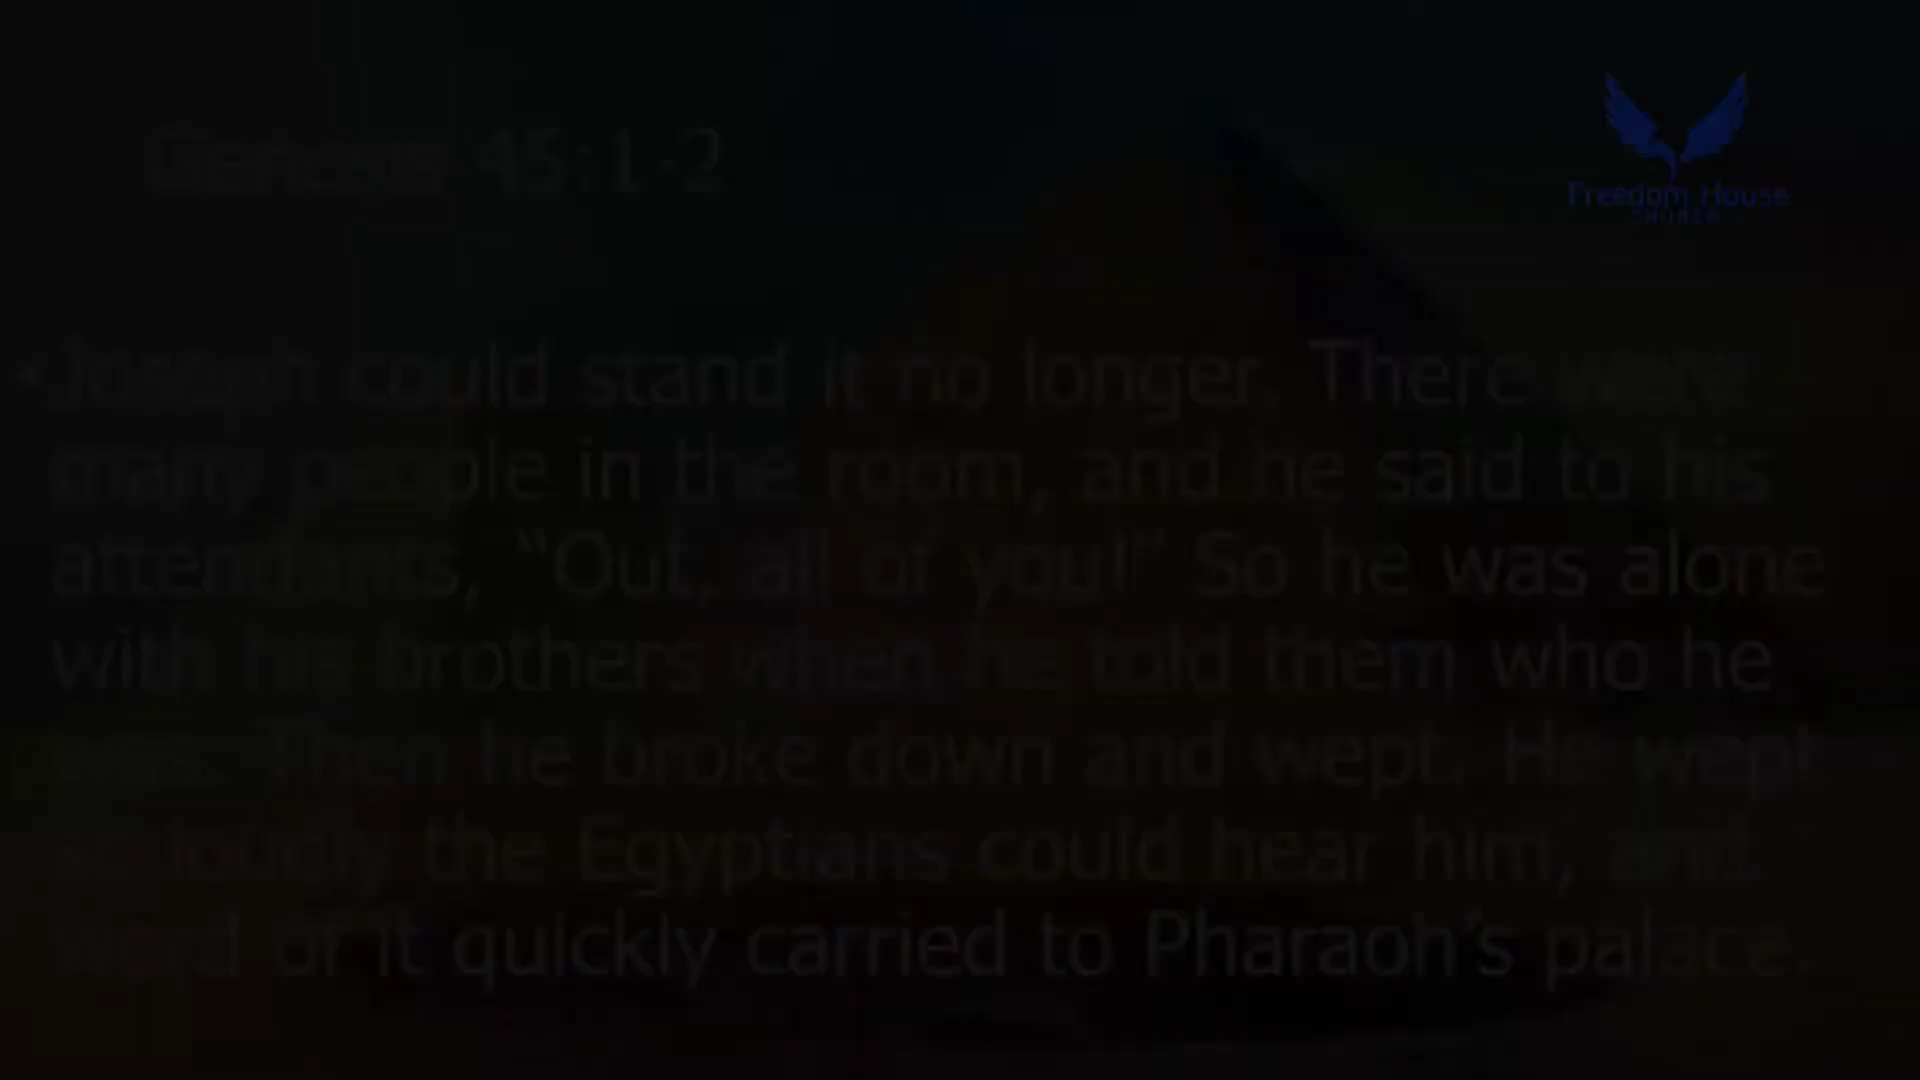 Genesis 45:1-2
Freedom House
CHURCH
•Joseph could stand it no longer. There were
many people in the room, and he said to his
attendants, “Out, all of you!” So he was alone
with his brothers when he told them who he
was. Then he broke down and wept. He wept
so loudly the Egyptians could hear him, and
word of it quickly carried to Pharaoh’s palace.